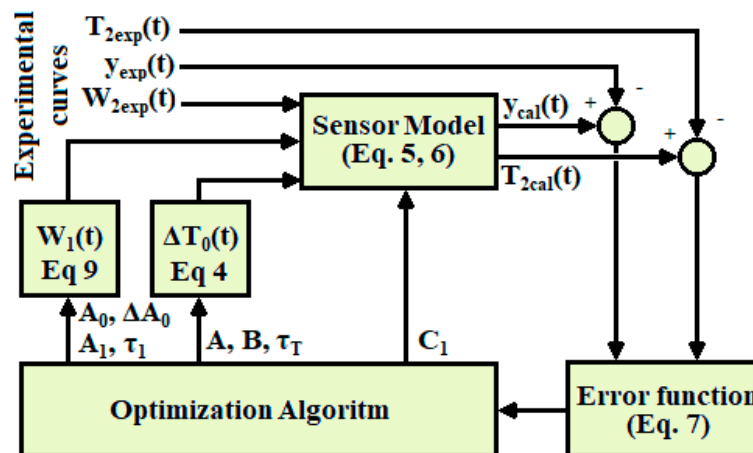 Experimental
curves
T2exp(t)
yexp(t)
W2exp(t)
Sensor Model
(Eq. 5, 6)
ycal(t)
T2cal(t)
+
-
+
-
W1(t)
Eq 9
ΔT0(t)
Eq 4
A0, ΔA0
A1, τ1
A, B, τT
C1
Optimization Algoritm
Error function
(Eq. 7)